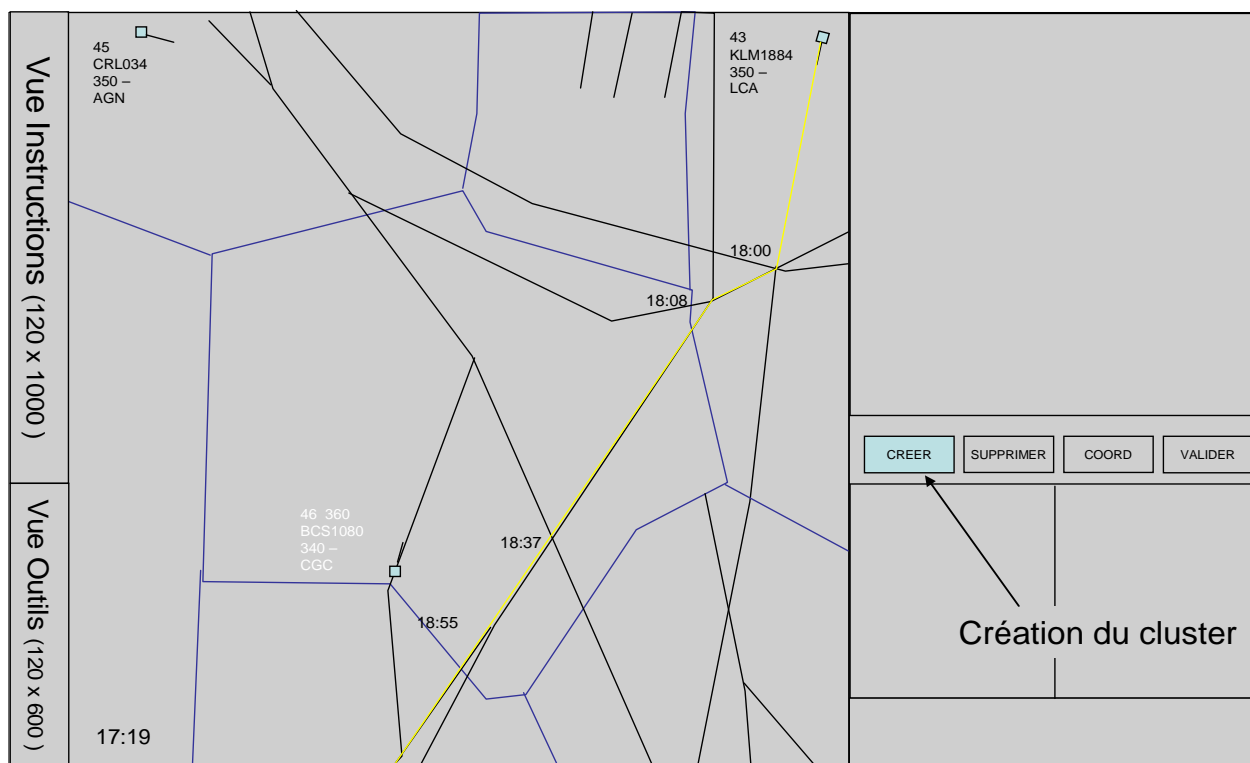 Vue Instructions (120 x 1000 )
Vue Outils (120 x 600 )
45
CRL034
350 –
AGN
43
KLM1884
350 –
LCA
18:00
18:08
46 360
BCS1080
340 –
CGC
18:37
18:55
17:19
CREER
SUPPRIMER
COORD
VALIDER
Création du cluster